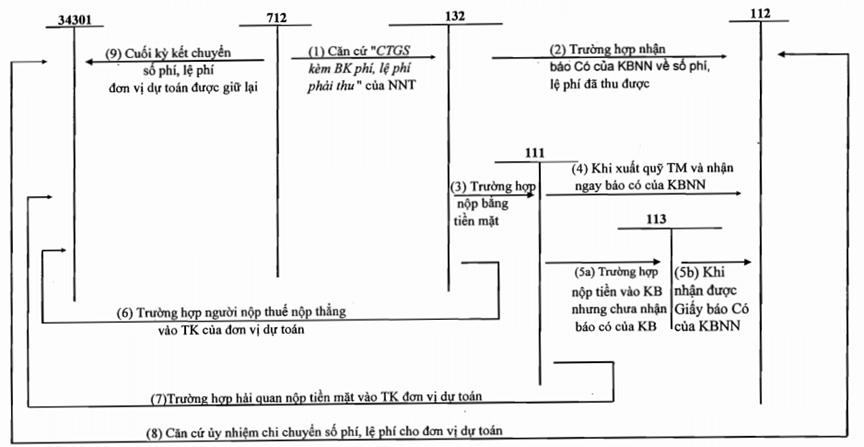 34301
712
132
112
(9) Cuối kỳ kết chuyển
số phí, lệ phí
đơn vị dự toán được giữ lại
(1) Căn cứ "CTGS
kèm BK phí, lệ phí
phải thu" của NNT
(2) Trường hợp nhận
báo Có của KBNN về số phí,
lệ phí đã thu được
111
(3) Trường hợp
nộp bằng
tiền mặt
(4) Khi xuất quỹ TM và nhận
ngay báo có của KBNN
113
(5a) Trường hợp
nộp tiền vào KB
nhưng chưa nhận
báo có của KB
(5b) Khi
nhận được
Giấy báo Có
của KBNN
(6) Trường hợp người nộp thuế nộp thẳng
vào TK của đơn vị dự toán
(7)Trường hợp hải quan nộp tiền mặt vào TK đơn vị dự toán
(8) Căn cứ ủy nhiệm chi chuyển số phí, lệ phí cho đơn vị dự toán